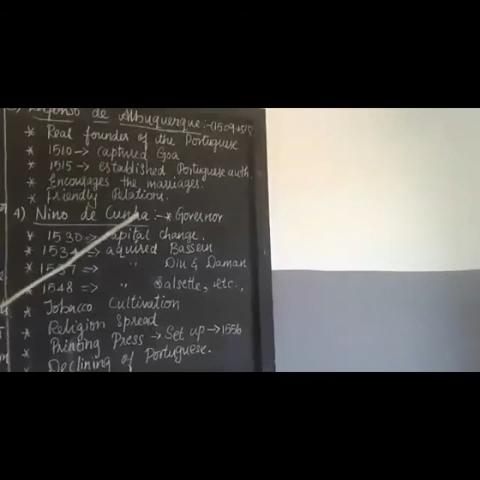 Alfonso de Albuquerque:-(1509-1515
* Real founder of the Portuguese
* 1510-> captured Goa
* 1515-> established Portuguese auth.
* Encourages the marriages.
* Friendly Relation.
4) Nino de Cunha:-* Governor
* 1530=> capital change.
* 1534=> aquired Bassein
* 1537=> " Diu & Daman
* 1548=> " Salsette, etc.,
* Tobacco Cultivation
* Religion Spread
* Printing Press -> Set up->1556
* Declining of Portuguese.